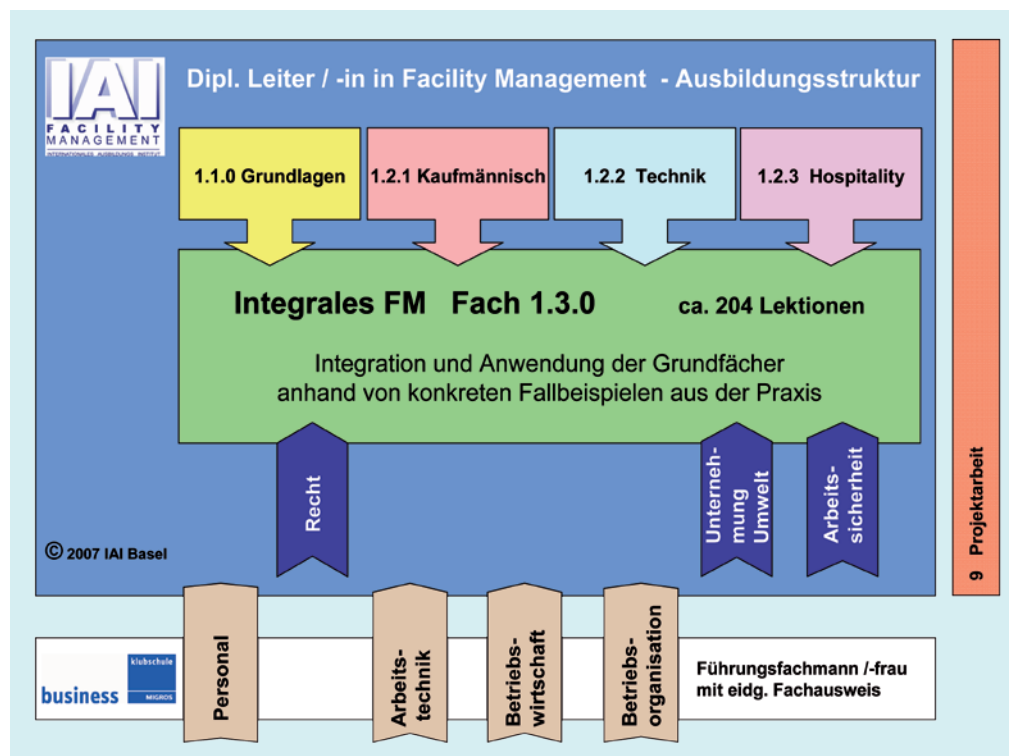 IAI
FACILITY
MANAGEMENT
INTERNATIONALES AUSBILDUNGS INSTITUT
Dipl. Leiter / -in in Facility Management - Ausbildungsstruktur
1.1.0 Grundlagen
1.2.1 Kaufmännisch
1.2.2 Technik
1.2.3 Hospitality
Integrales FM Fach 1.3.0
ca. 204 Lektionen
Integration und Anwendung der Grundfächer
anhand von konkreten Fallbeispielen aus der Praxis
Recht
Unterneh-
mung
Umwelt
Arbeits-
sicherheit
© 2007 IAI Basel
9 Projektarbeit
business
klubschule
MIGROS
Personal
Arbeits-
technik
Betriebs-
wirtschaft
Betriebs-
organisation
Führungsfachmann /-frau
mit eidg. Fachausweis